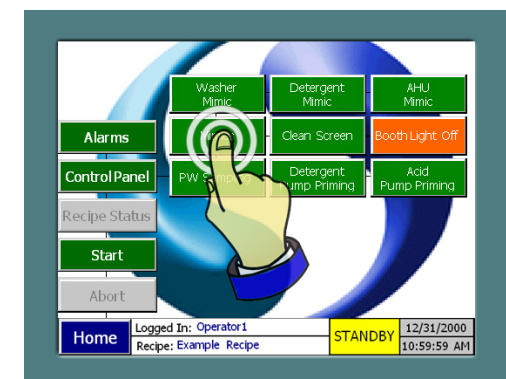 Washer
Mimic
Detergent
Mimic
AHU
Mimic
Alarms
Clean Screen
Booth Light Off
Control Panel
PW
Detergent
Pump Priming
Acid
Pump Priming
Recipe Status
Start
Abort
Home
Logged In: Operator1
Recipe: Example Recipe
STANDBY
12/31/2000
10:59:59 AM